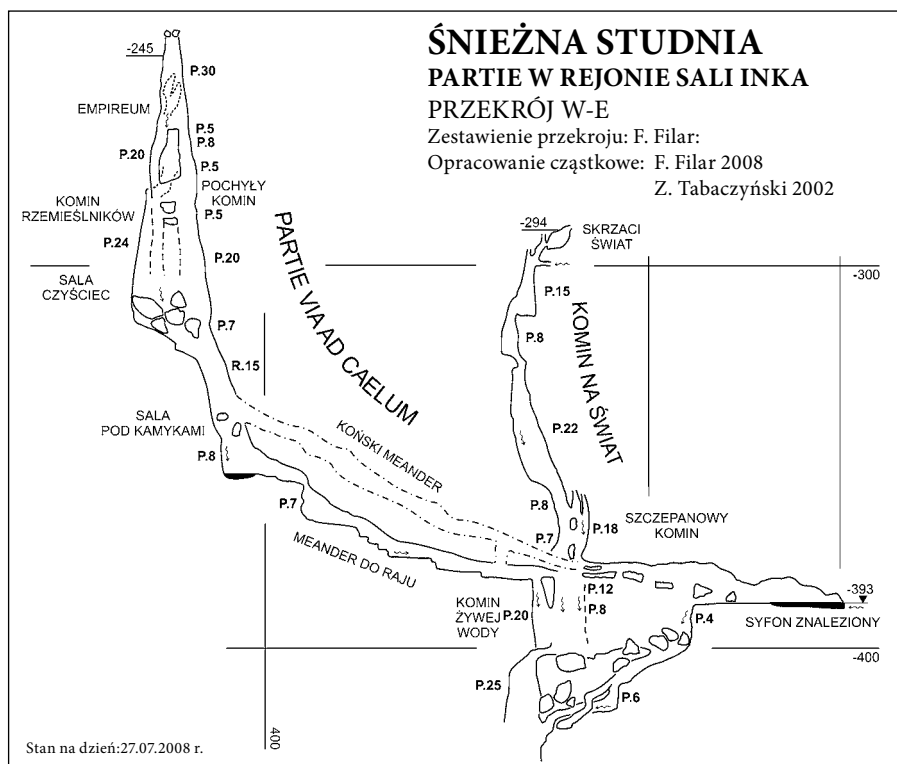 ŚNIEŻNA STUDNIA
PARTIE W REJONIE SALI INKA
PRZEKRÓJ W-E
Zestawienie przekroju: F. Filar:
Opracowanie cząstkowe: F. Filar 2008
Z. Tabaczyński 2002
-245
P.30
EMPIREUM
P.5
P.8
P.20
P.5
POCHYŁY
KOMIN
KOMIN
RZEMIEŚLNIKÓW
P.5
P.24
P.20
SALA
CZYŚCIEC
P.7
R.15
PARTIE VIA AD CAELUM
SALA
POD KAMYKAMI
P.8
KOŃSKI MEANDER
P.7
MEANDER DO RAJU
-294
SKRZACI
ŚWIAT
-300
P.15
P.8
KOMIN NA ŚWIAT
P.22
P.8
P.18
SZCZEPANOWY
KOMIN
P.7
P.12
-393
KOMIN
ŻYWEJ
WODY
P.20
P.8
P.4
SYFON ZNALEZIONY
-400
P.25
P.6
400
Stan na dzień:27.07.2008 r.